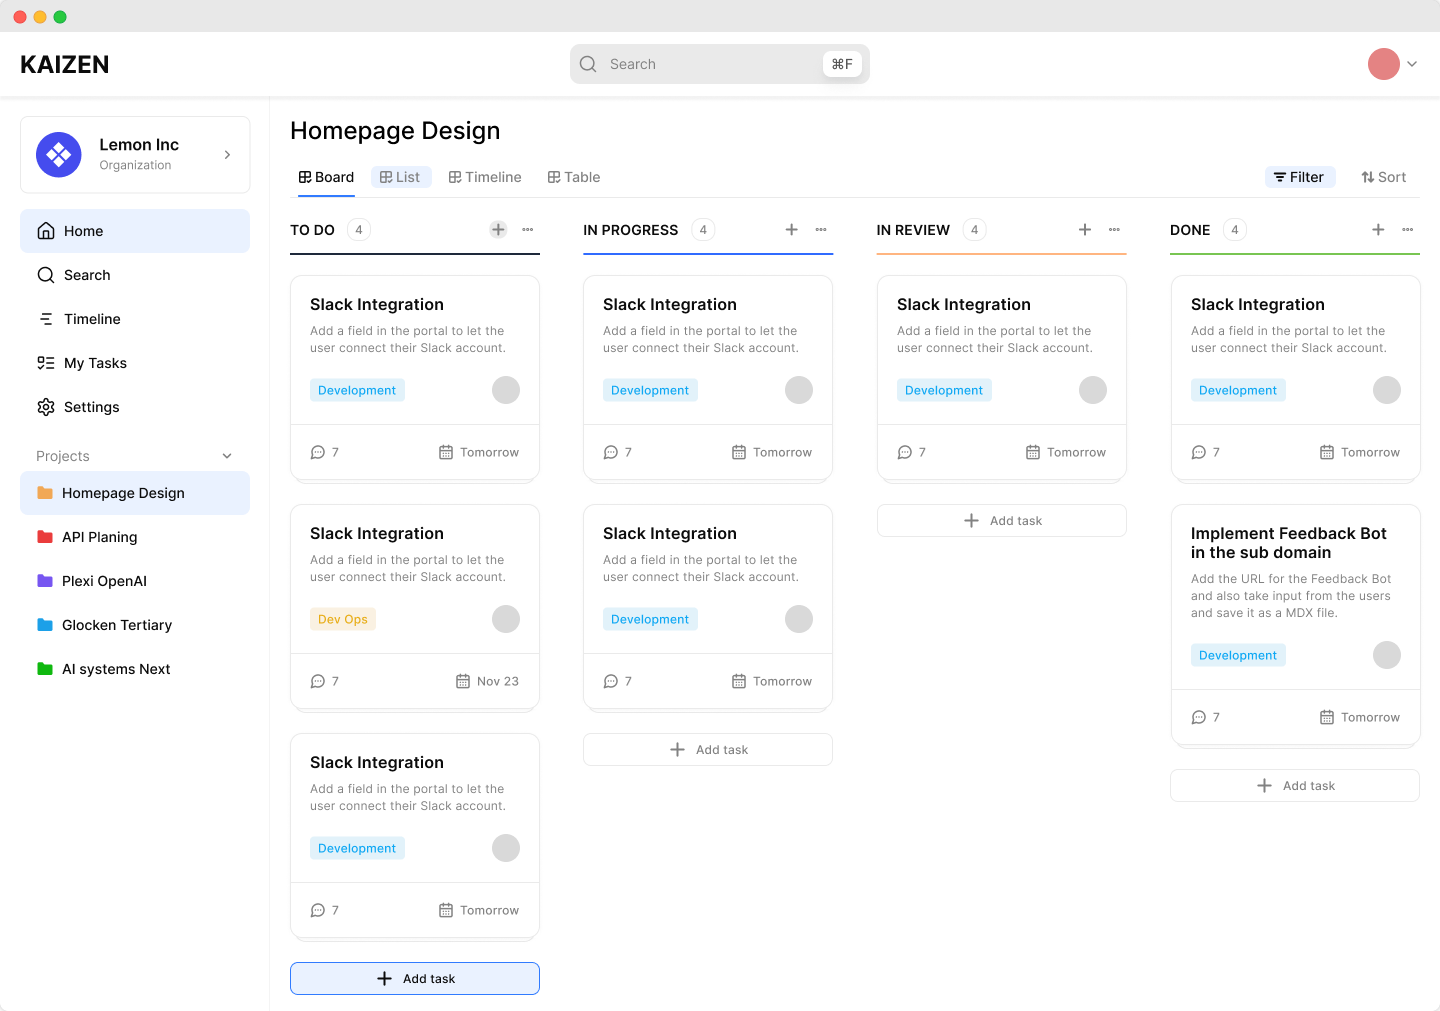 KAIZEN
Search
⌘F
Lemon Inc
Organization
Home
Search
Timeline
My Tasks
Settings
Projects
Homepage Design
API Planing
Plexi OpenAI
Glocken Tertiary
AI systems Next
Homepage Design
Board
List
Timeline
Table
Filter
Sort
TO DO
4
Slack Integration
Add a field in the portal to let the
user connect their Slack account.
Development
7
Tomorrow
Slack Integration
Add a field in the portal to let the
user connect their Slack account.
Dev Ops
7
Nov 23
Slack Integration
Add a field in the portal to let the
user connect their Slack account.
Development
7
Tomorrow
Add task
IN PROGRESS
4
Slack Integration
Add a field in the portal to let the
user connect their Slack account.
Development
7
Tomorrow
Slack Integration
Add a field in the portal to let the
user connect their Slack account.
Development
7
Tomorrow
Add task
IN REVIEW
4
Slack Integration
Add a field in the portal to let the
user connect their Slack account.
Development
7
Tomorrow
Add task
DONE
4
Slack Integration
Add a field in the portal to let the
user connect their Slack account.
Development
7
Tomorrow
Implement Feedback Bot
in the sub domain
Add the URL for the Feedback Bot
and also take input from the users
and save it as a MDX file.
Development
7
Tomorrow
Add task